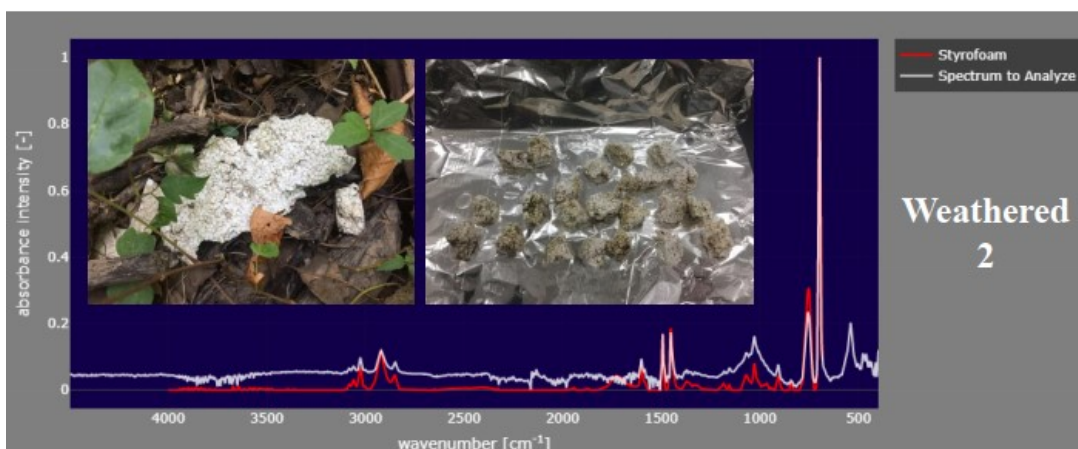 Styrofoam
Spectrum to Analyze
Weathered
2
absorbance intensity [-]
1
0.8
0.6
0.4
0.2
0
4000 3500 3000 2500 2000 1500 1000 500
wavenumber [cm⁻¹]